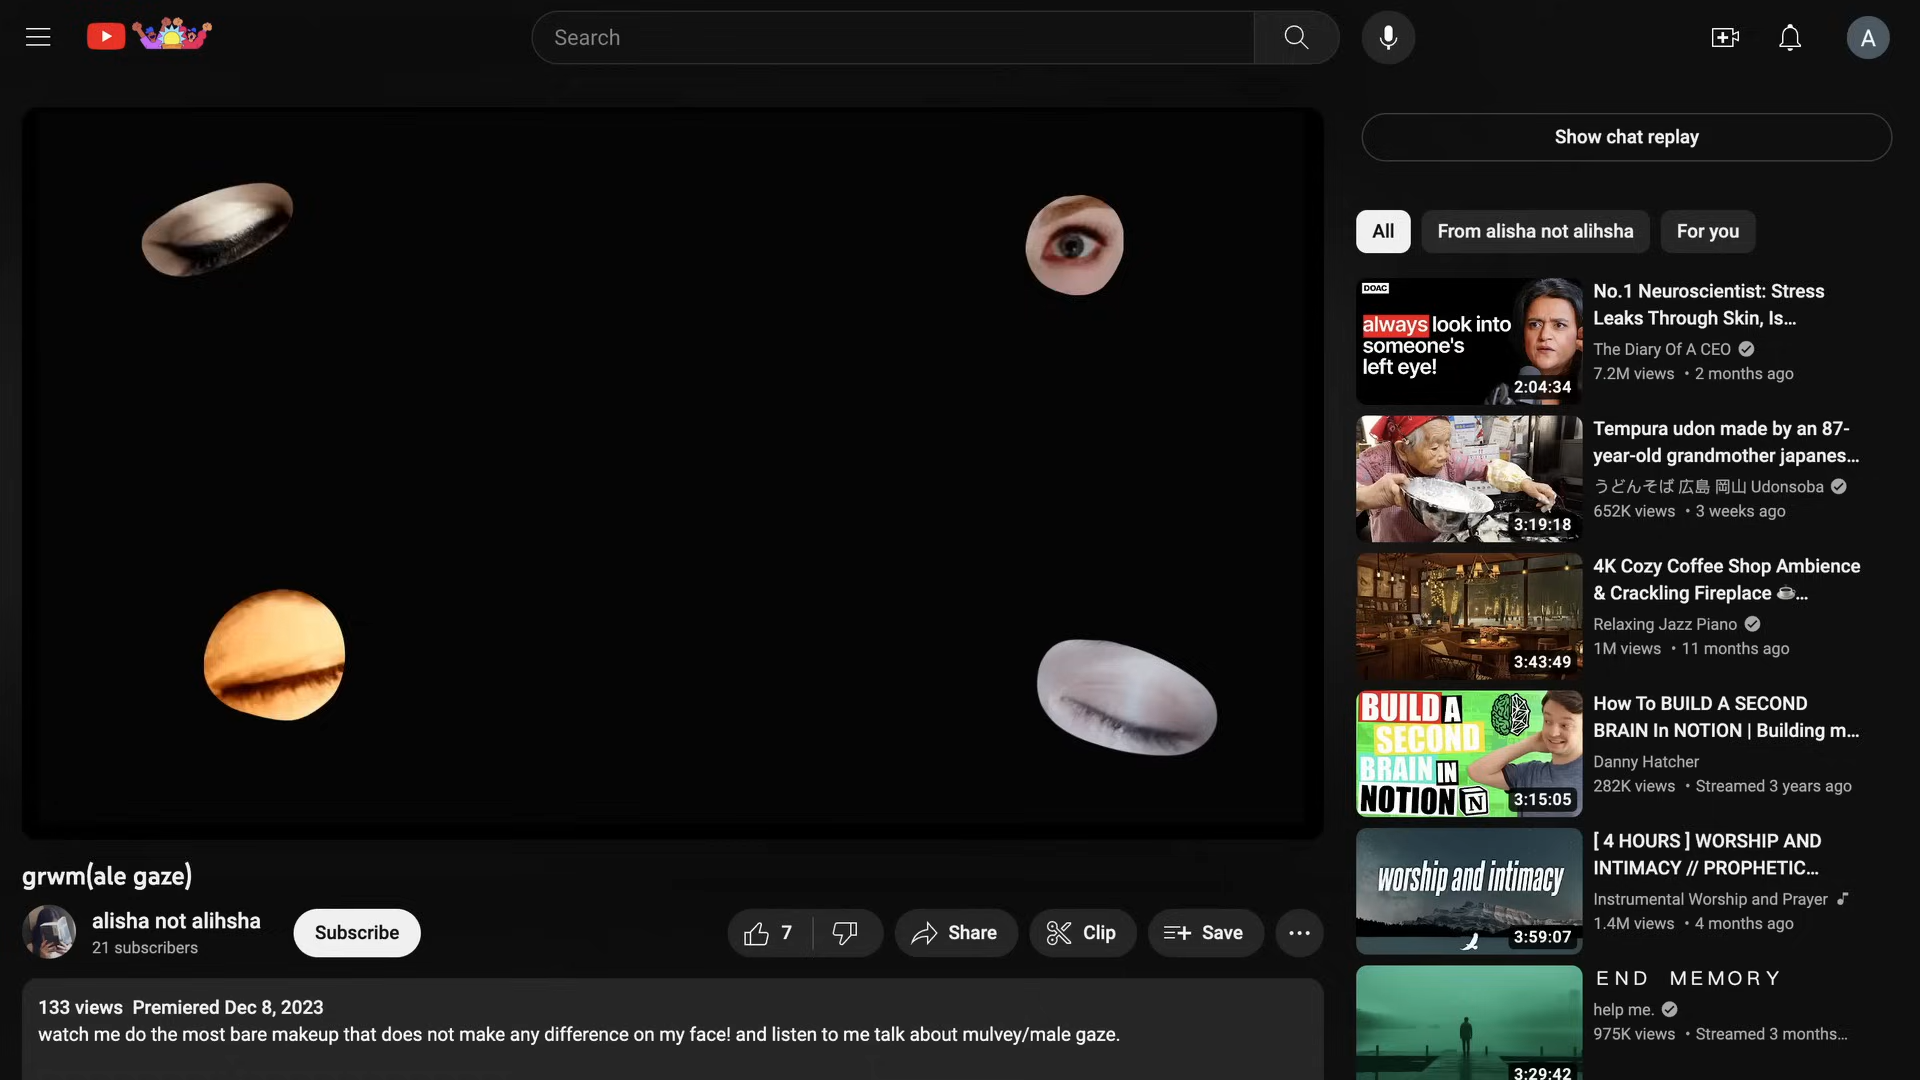 Search
A
Show chat replay
All
From alisha not alihsha
For you
DOAC
always look into
someone's
left eye!
2:04:34
No.1 Neuroscientist: Stress
Leaks Through Skin, Is...
The Diary Of A CEO
7.2M views • 2 months ago
3:19:18
Tempura udon made by an 87-
year-old grandmother japanes...
うどんそば 広島 岡山 Udonsoba
652K views • 3 weeks ago
3:43:49
4K Cozy Coffee Shop Ambience
& Crackling Fireplace ☕...
Relaxing Jazz Piano
1M views • 11 months ago
BUILD A
SECOND
BRAIN IN
NOTION
3:15:05
How To BUILD A SECOND
BRAIN In NOTION | Building m...
Danny Hatcher
282K views • Streamed 3 years ago
worship and intimacy
3:59:07
[ 4 HOURS ] WORSHIP AND
INTIMACY // PROPHETIC...
Instrumental Worship and Prayer
1.4M views • 4 months ago
3:29:42
ＥＮＤ ＭＥＭＯＲＹ
help me.
975K views • Streamed 3 months...
grwm(ale gaze)
alisha not alihsha
21 subscribers
Subscribe
7
Share
Clip
Save
133 views Premiered Dec 8, 2023
watch me do the most bare makeup that does not make any difference on my face! and listen to me talk about mulvey/male gaze.